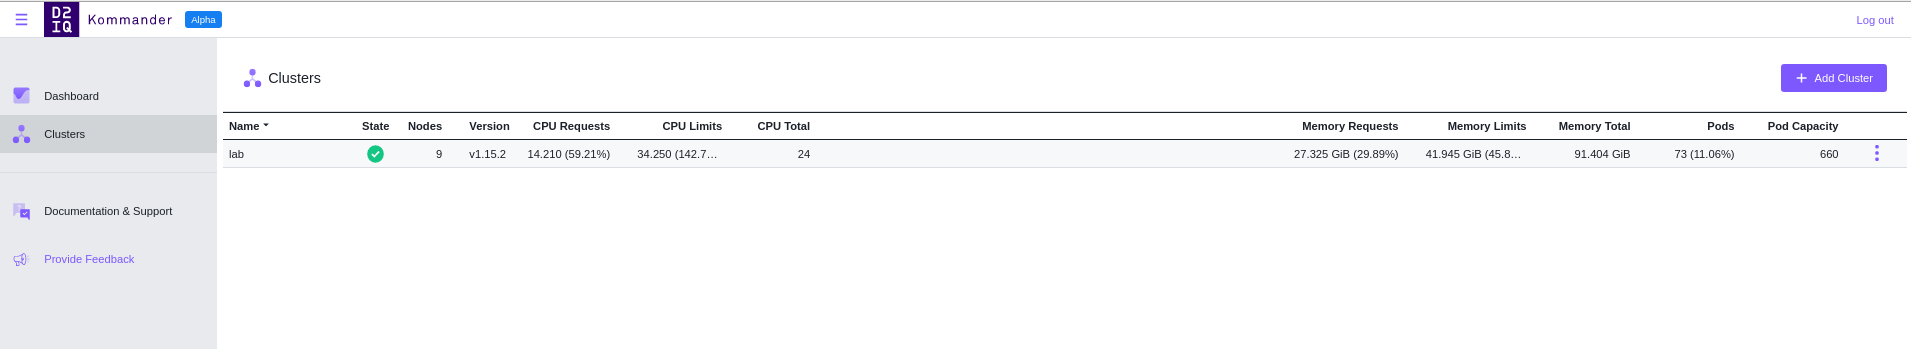 D2 IQ Kommander Alpha Log out
Dashboard
Clusters
Documentation & Support
Provide Feedback
Clusters
+ Add Cluster
Name State Nodes Version CPU Requests CPU Limits CPU Total Memory Requests Memory Limits Memory Total Pods Pod Capacity
lab 9 v1.15.2 14.210 (59.21%) 34.250 (142.7… 24 27.325 GiB (29.89%) 41.945 GiB (45.8… 91.404 GiB 73 (11.06%) 660